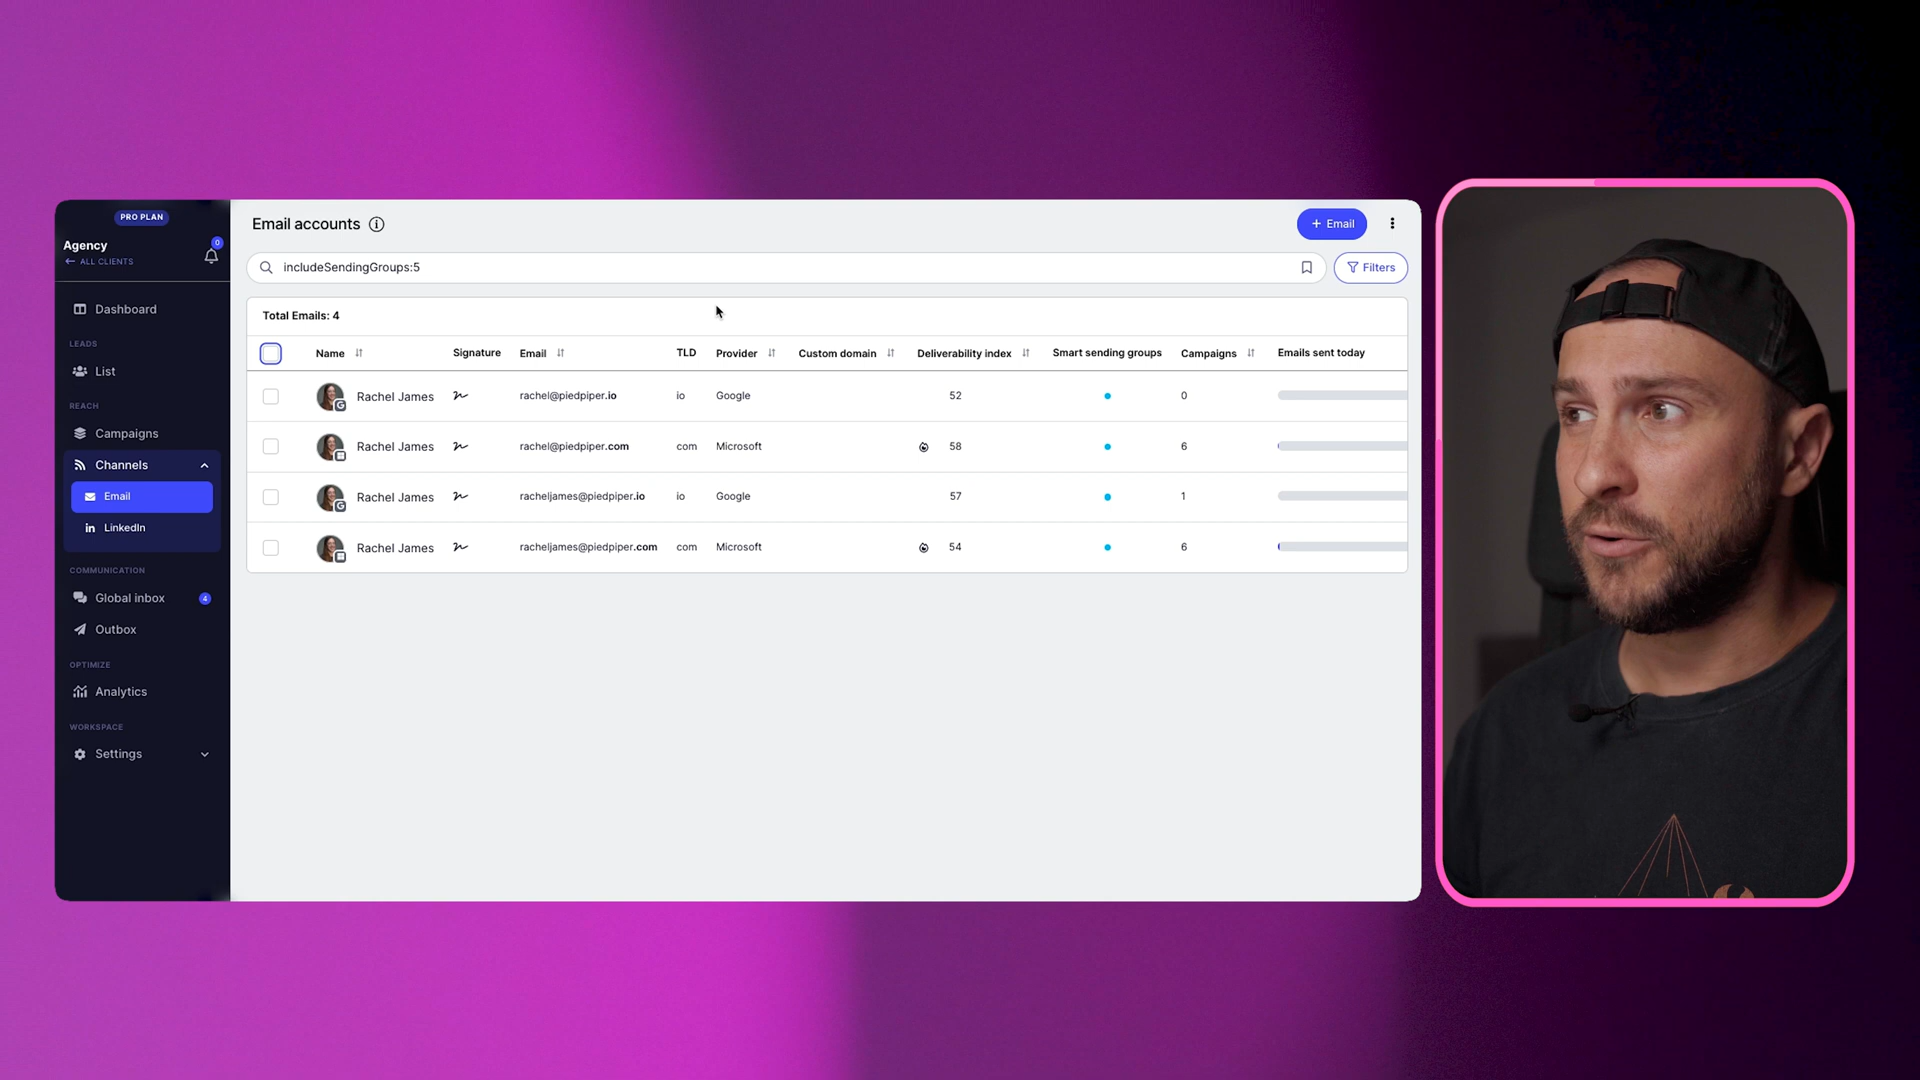 PRO PLAN
Agency
0
← ALL CLIENTS
Dashboard
LEADS
List
REACH
Campaigns
Channels
Email
in LinkedIn
COMMUNICATION
Global inbox 4
Outbox
OPTIMIZE
Analytics
WORKSPACE
Settings
Email accounts
+ Email
includeSendingGroups:5
Filters
Total Emails: 4
Name Signature Email TLD Provider Custom domain Deliverability index Smart sending groups Campaigns Emails sent today
Rachel James rachel@piedpiper.io io Google 52 0
Rachel James rachel@piedpiper.com com Microsoft 58 6
Rachel James racheljames@piedpiper.io io Google 57 1
Rachel James racheljames@piedpiper.com com Microsoft 54 6